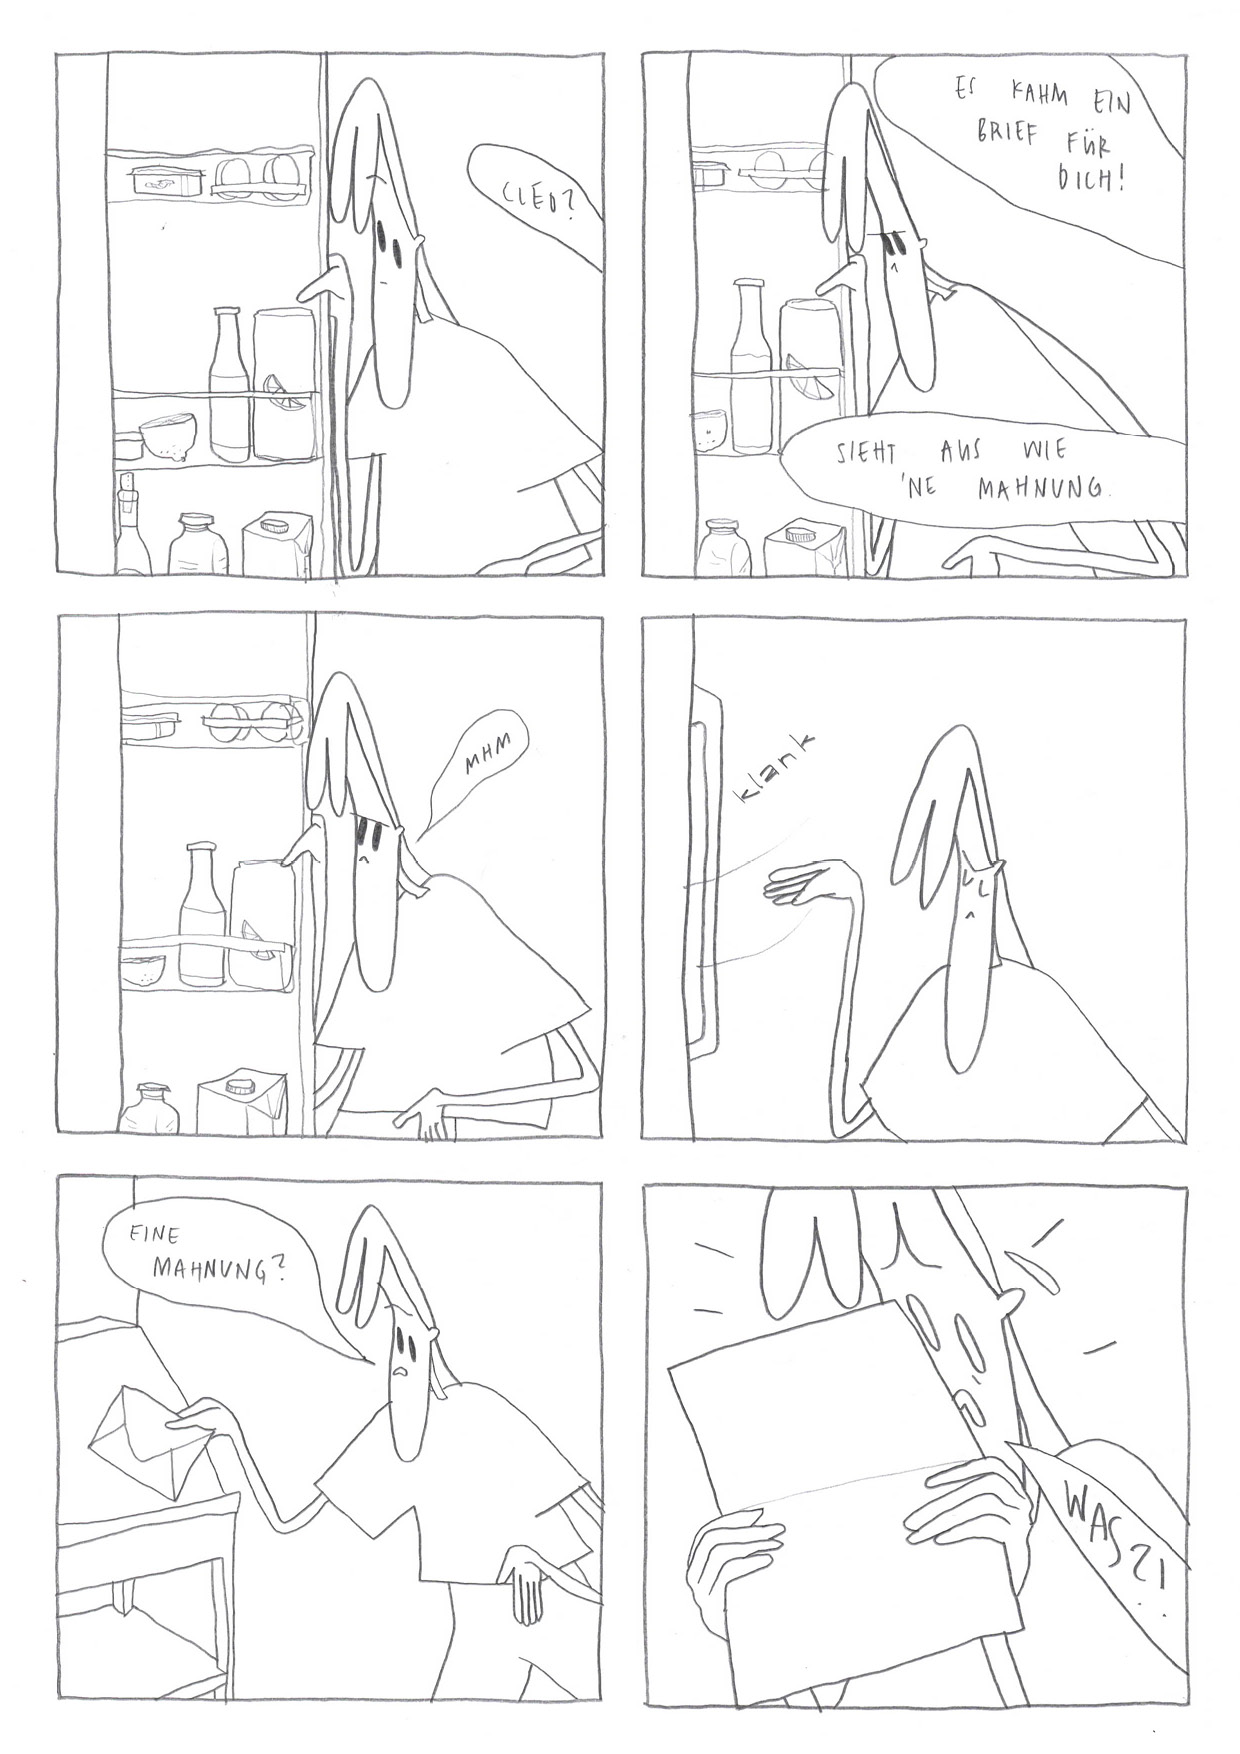 CLEO?
ES KAHM EIN
BRIEF FÜR
DICH!
SIEHT AUS WIE
'NE MAHNUNG.
MHM
klank
EINE
MAHNUNG?
WAS?!